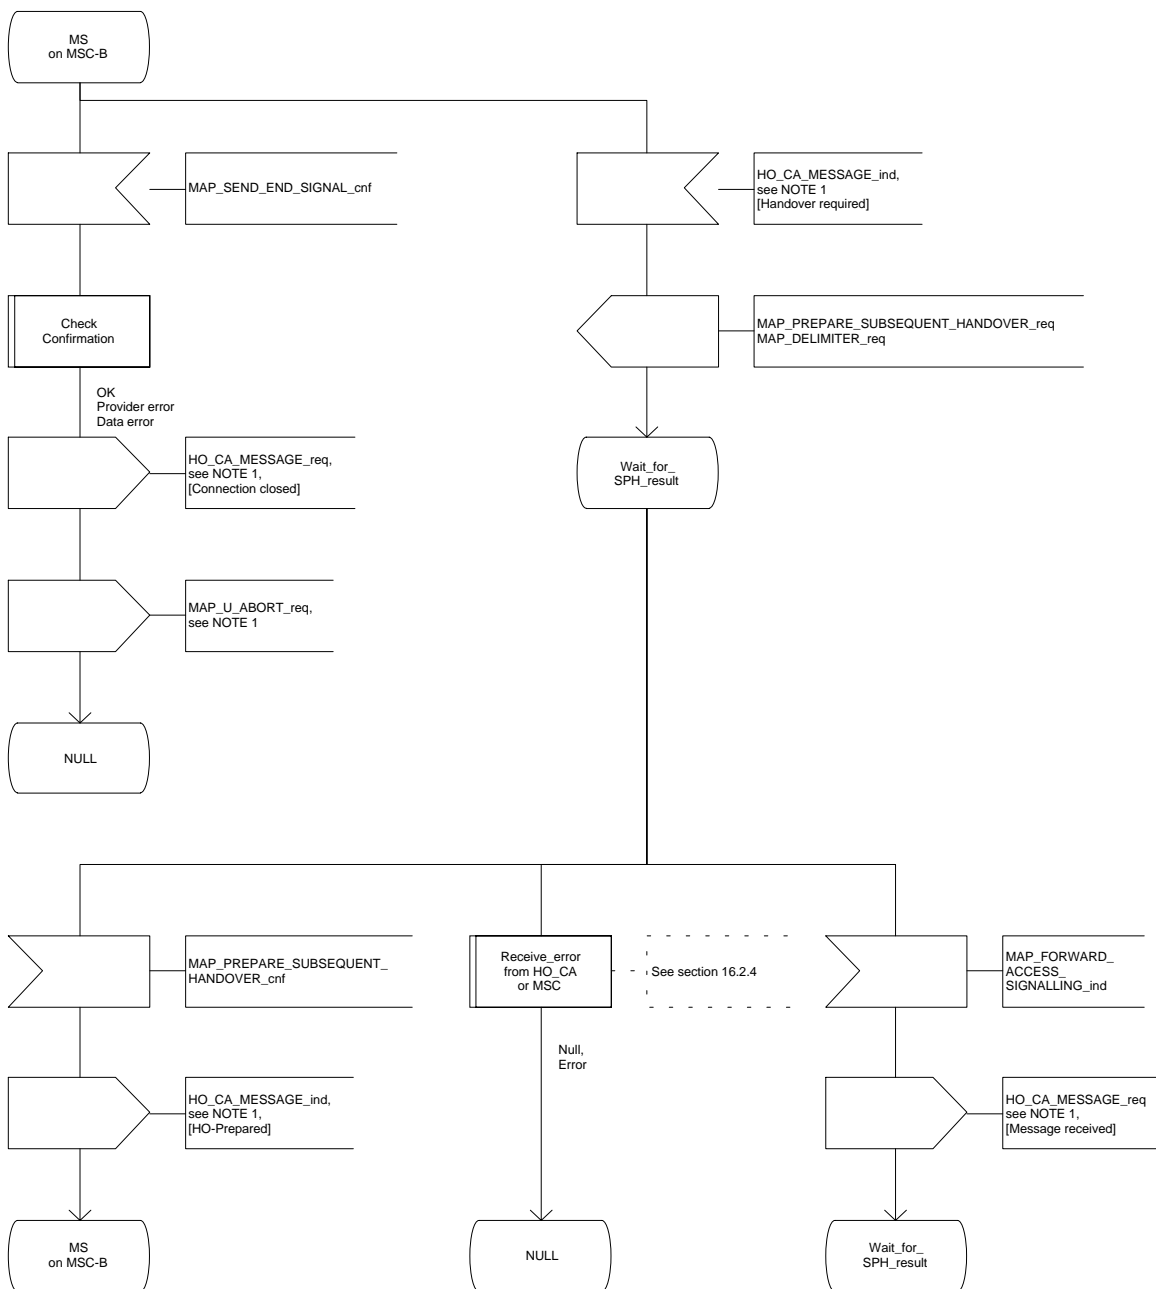 MS
on MSC-B
MAP_SEND_END_SIGNAL_cnf
HO_CA_MESSAGE_ind,
see NOTE 1
[Handover required]
Check
Confirmation
MAP_PREPARE_SUBSEQUENT_HANDOVER_req
MAP_DELIMITER_req
OK
Provider error
Data error
HO_CA_MESSAGE_req,
see NOTE 1,
[Connection closed]
Wait_for_
SPH_result
MAP_U_ABORT_req,
see NOTE 1
NULL
MAP_PREPARE_SUBSEQUENT_
HANDOVER_cnf
Receive_error
from HO_CA
or MSC
See section 16.2.4
MAP_FORWARD_
ACCESS_
SIGNALLING_ind
Null,
Error
HO_CA_MESSAGE_ind,
see NOTE 1,
[HO-Prepared]
HO_CA_MESSAGE_req
see NOTE 1,
[Message received]
MS
on MSC-B
NULL
Wait_for_
SPH_result